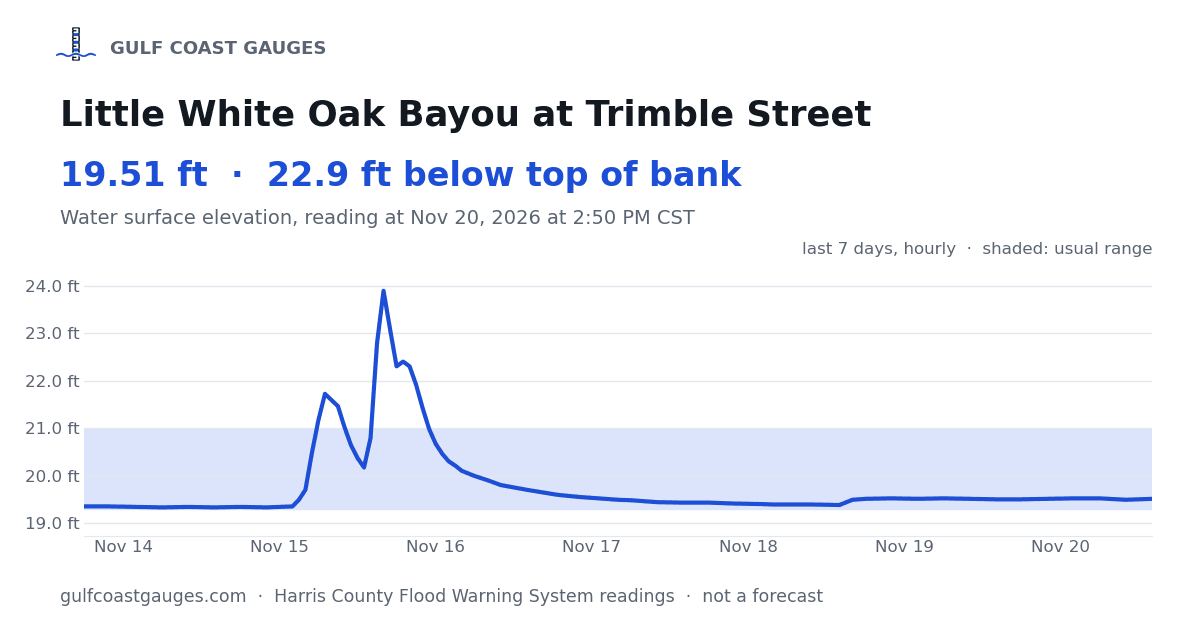 GULF COAST GAUGES
Little White Oak Bayou at Trimble Street
19.51 ft · 22.9 ft below top of bank
Water surface elevation, reading at Nov 20, 2026 at 2:50 PM CST
last 7 days, hourly · shaded: usual range
24.0 ft
23.0 ft
22.0 ft
21.0 ft
20.0 ft
19.0 ft
Nov 14 Nov 15 Nov 16 Nov 17 Nov 18 Nov 19 Nov 20
gulfcoastgauges.com · Harris County Flood Warning System readings · not a forecast